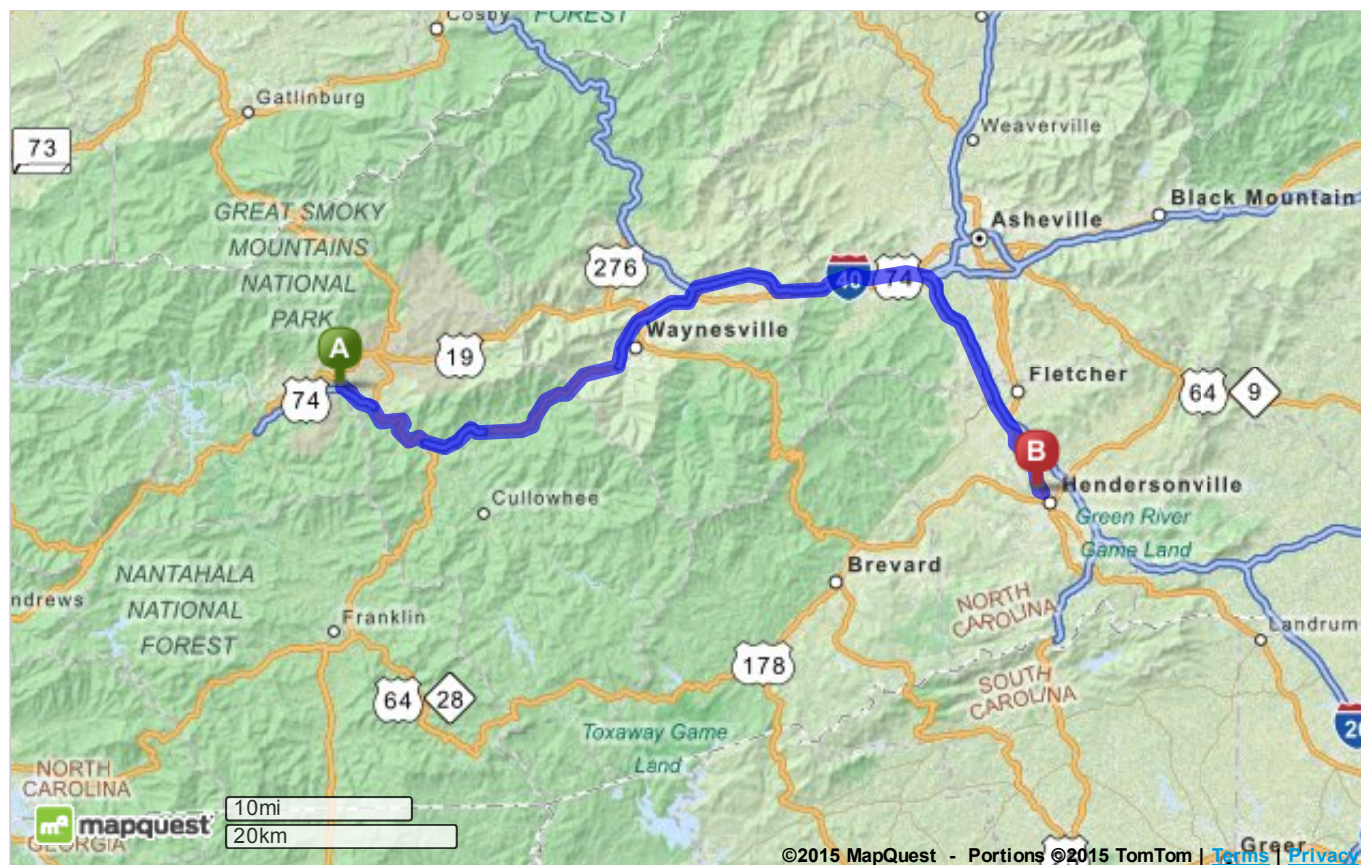 Cosby
FOREST
Gatlinburg
73
Weaverville
GREAT SMOKY
MOUNTAINS
NATIONAL
PARK
Black Mountain
Asheville
276
40
74
A
19
Waynesville
74
Fletcher
64
9
B
Hendersonville
Cullowhee
Green River
Game Land
NANTAHALA
NATIONAL
FOREST
ndrews
Brevard
NORTH
CAROLINA
Franklin
Landrum
178
SOUTH
CAROLINA
64
28
Toxaway Game
Land
NORTH
CAROLINA
GEORGIA
mapquest
10mi
20km
Greer
©2015 MapQuest - Portions ©2015 TomTom | Terms | Privacy